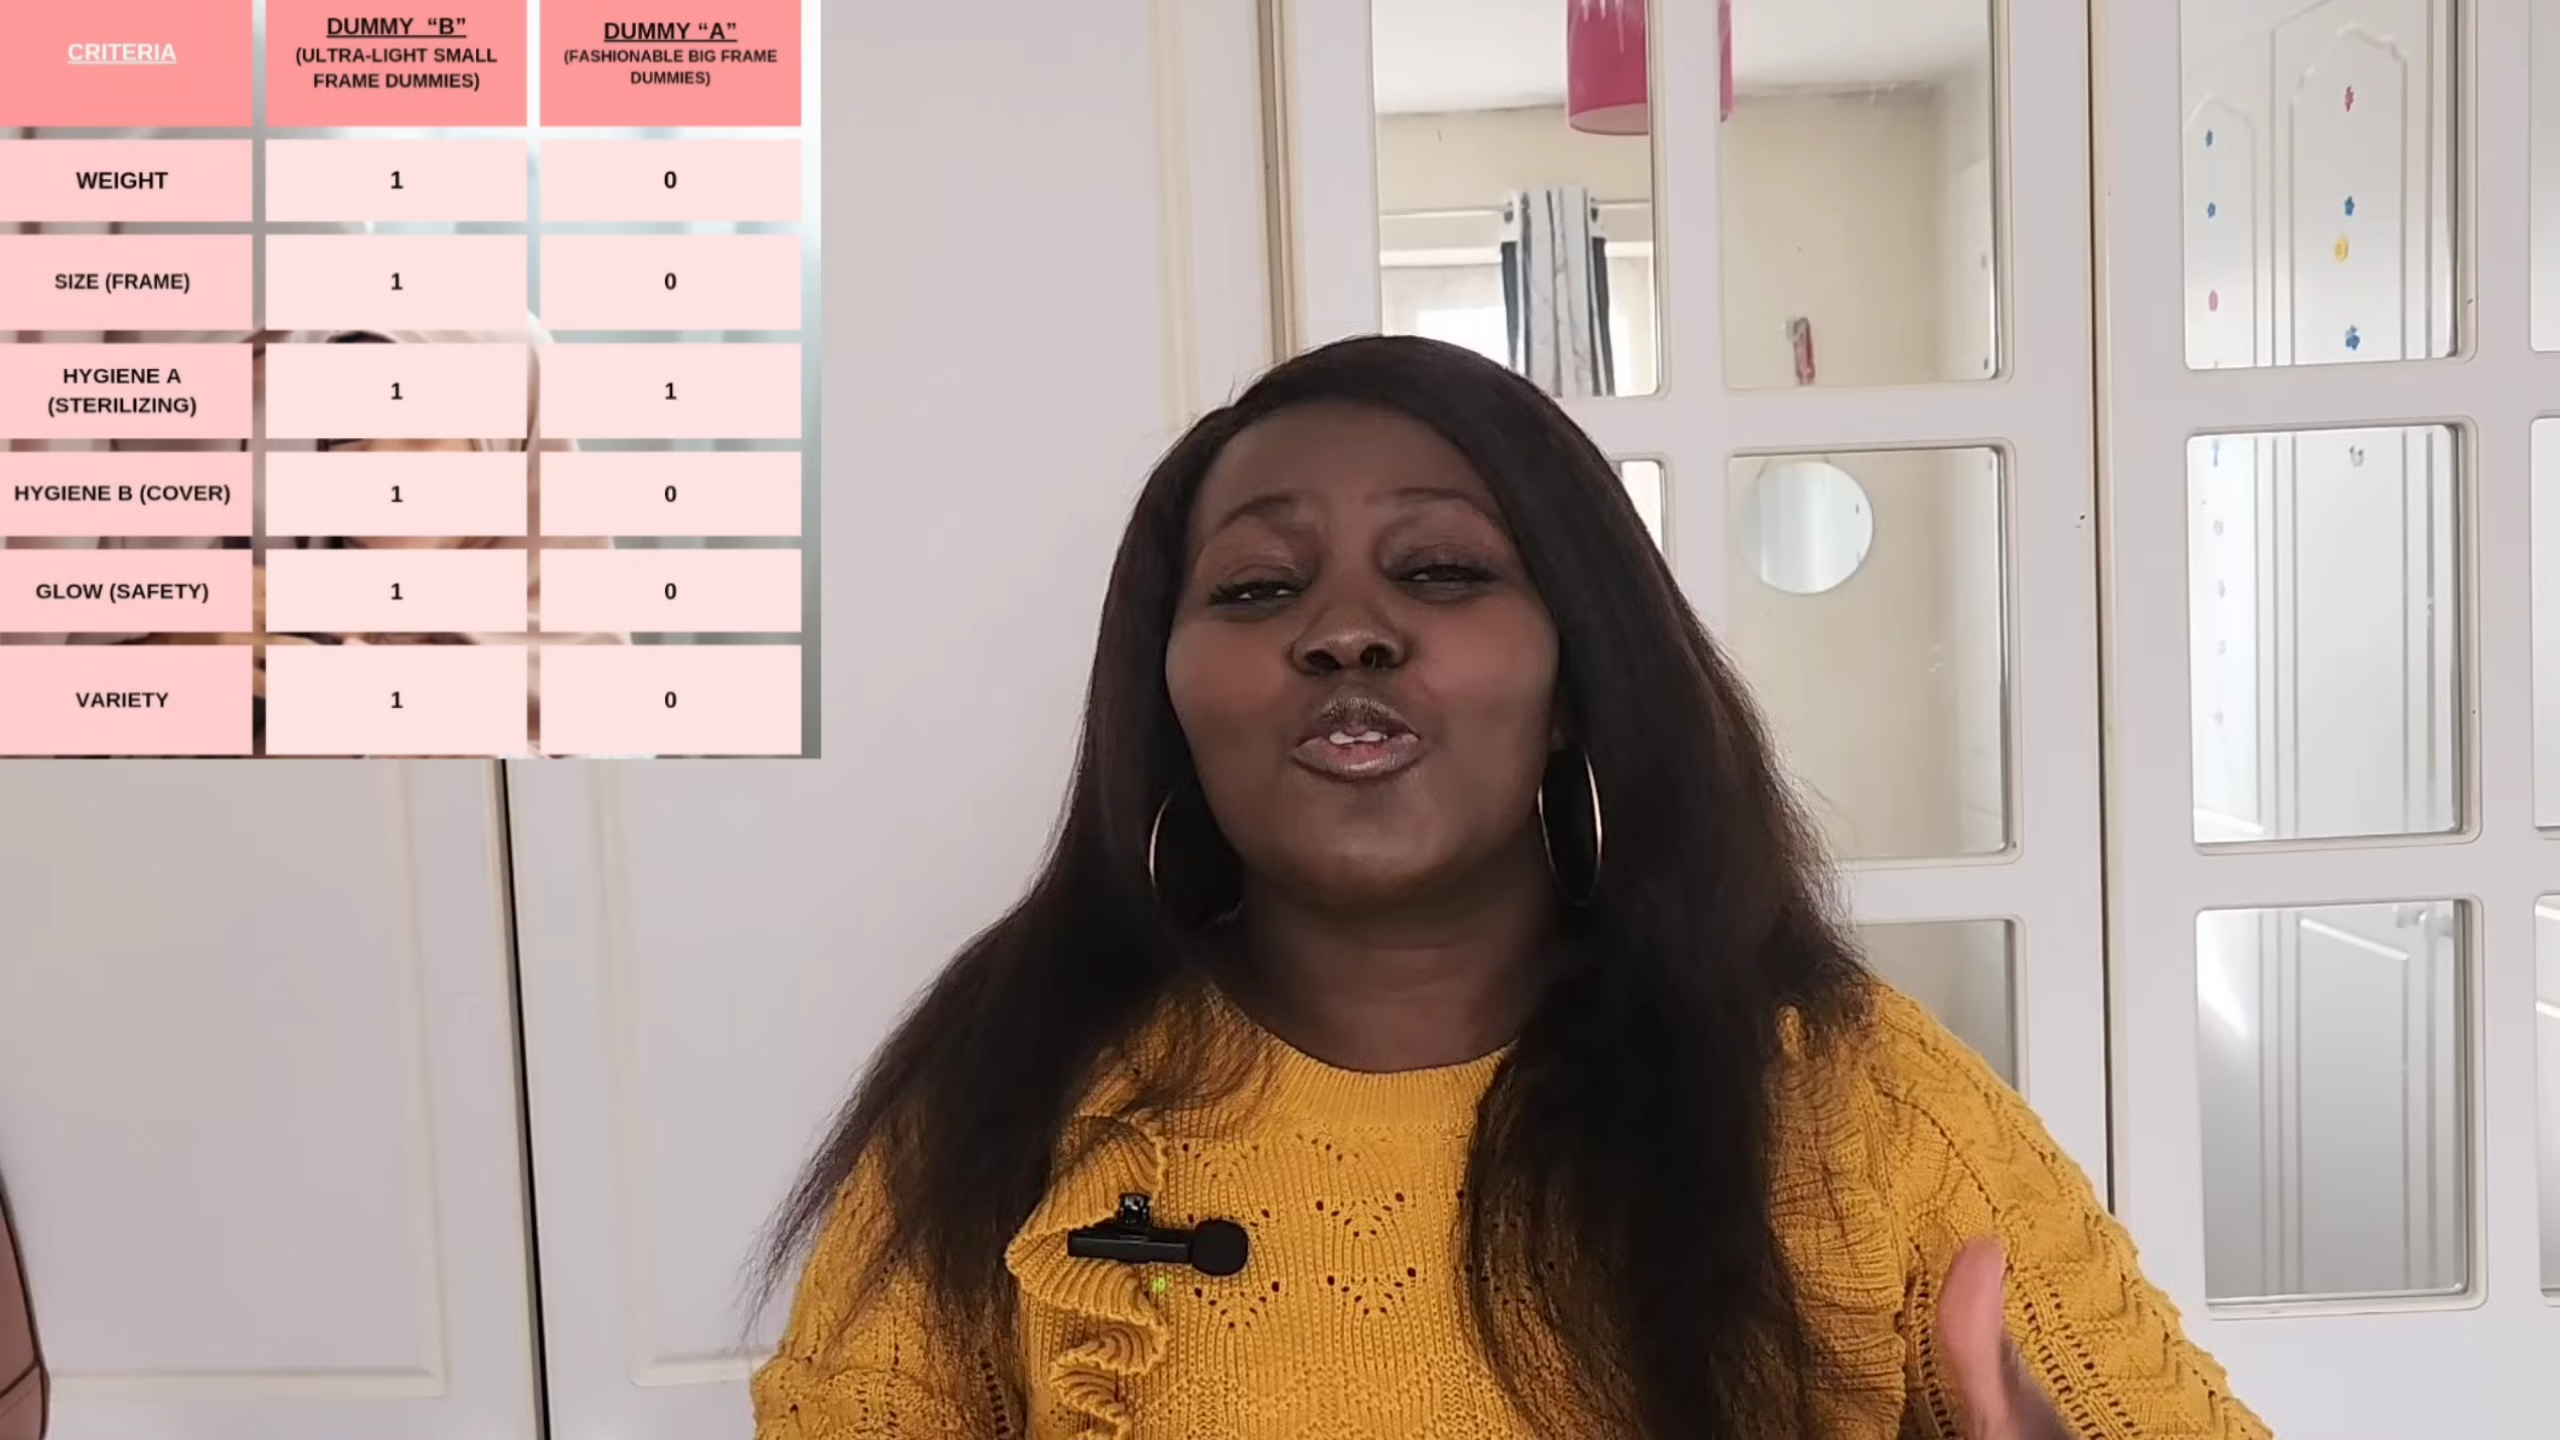 CRITERIA
DUMMY “B”
(ULTRA-LIGHT SMALL
FRAME DUMMIES)
DUMMY “A”
(FASHIONABLE BIG FRAME
DUMMIES)
WEIGHT
1
0
SIZE (FRAME)
1
0
HYGIENE A
(STERILIZING)
1
1
HYGIENE B (COVER)
1
0
GLOW (SAFETY)
1
0
VARIETY
1
0